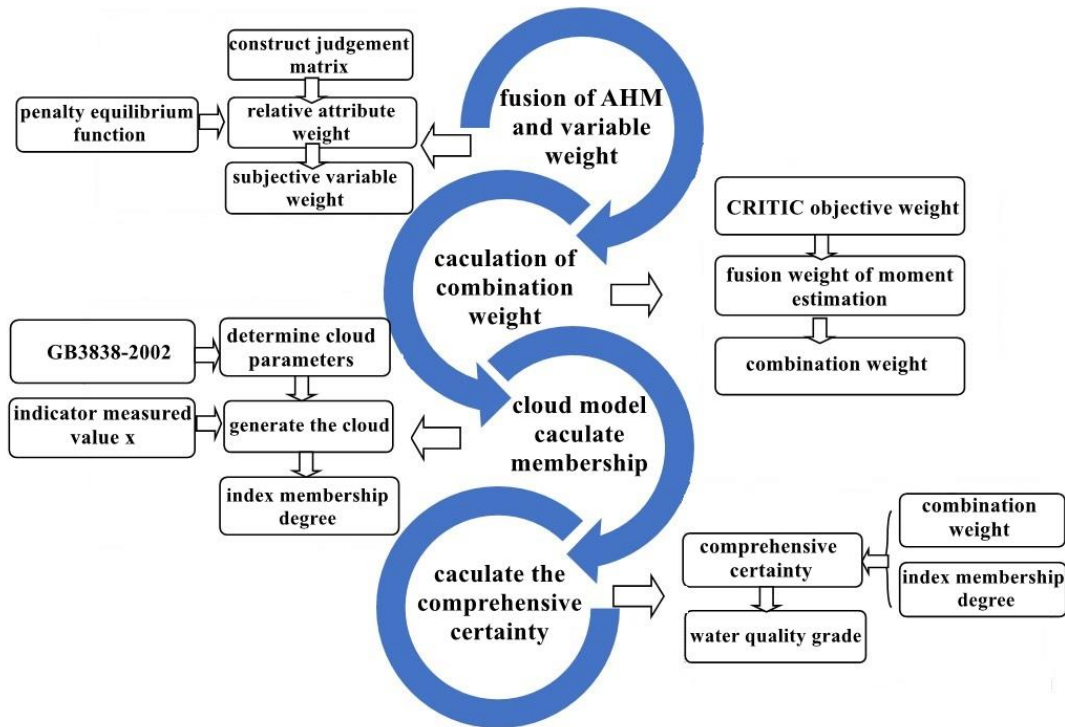 construct judgement
matrix
penalty equilibrium
function
relative attribute
weight
subjective variable
weight
fusion of AHM
and variable
weight
caculation of
combination
weight
CRITIC objective weight
fusion weight of moment
estimation
combination weight
GB3838-2002
determine cloud
parameters
indicator measured
value x
generate the cloud
index membership
degree
cloud model
caculate
membership
caculate the
comprehensive
certainty
comprehensive
certainty
combination
weight
index membership
degree
water quality grade